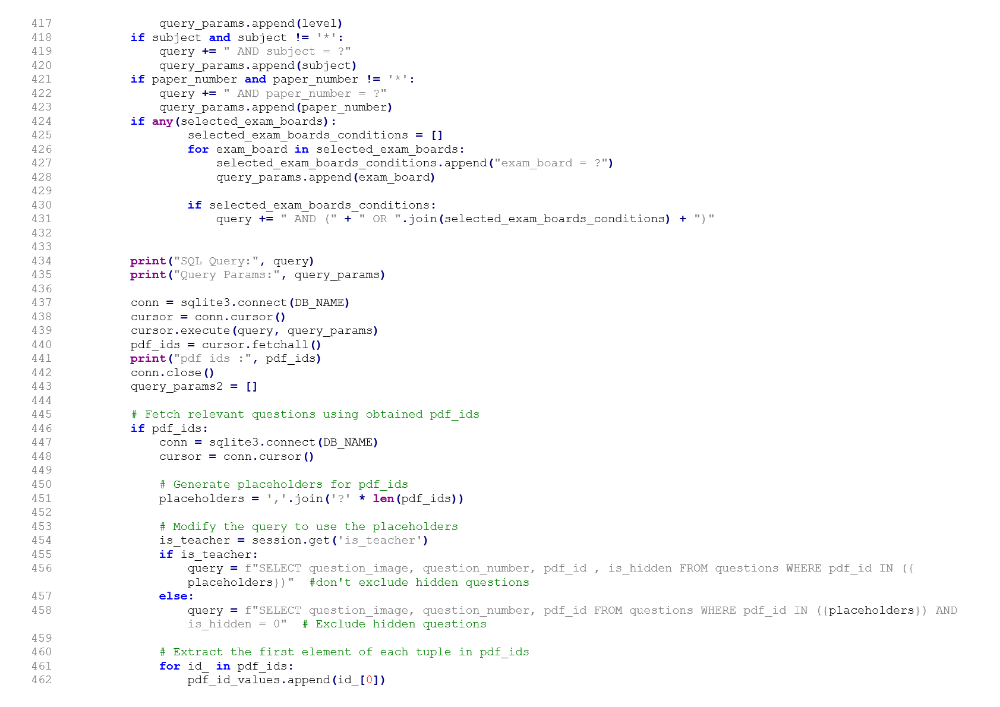 417                query_params.append(level)
418            if subject and subject != '*':
419                query += " AND subject = ?"
420                query_params.append(subject)
421            if paper_number and paper_number != '*':
422                query += " AND paper_number = ?"
423                query_params.append(paper_number)
424            if any(selected_exam_boards):
425                    selected_exam_boards_conditions = []
426                    for exam_board in selected_exam_boards:
427                        selected_exam_boards_conditions.append("exam_board = ?")
428                        query_params.append(exam_board)
429
430                    if selected_exam_boards_conditions:
431                        query += " AND (" + " OR ".join(selected_exam_boards_conditions) + ")"
432
433
434            print("SQL Query:", query)
435            print("Query Params:", query_params)
436
437            conn = sqlite3.connect(DB_NAME)
438            cursor = conn.cursor()
439            cursor.execute(query, query_params)
440            pdf_ids = cursor.fetchall()
441            print("pdf ids :", pdf_ids)
442            conn.close()
443            query_params2 = []
444
445            # Fetch relevant questions using obtained pdf_ids
446            if pdf_ids:
447                conn = sqlite3.connect(DB_NAME)
448                cursor = conn.cursor()
449
450                # Generate placeholders for pdf_ids
451                placeholders = ','.join('?' * len(pdf_ids))
452
453                # Modify the query to use the placeholders
454                is_teacher = session.get('is_teacher')
455                if is_teacher:
456                    query = f"SELECT question_image, question_number, pdf_id , is_hidden FROM questions WHERE pdf_id IN ({
                    placeholders})"  #don't exclude hidden questions
457                else:
458                    query = f"SELECT question_image, question_number, pdf_id FROM questions WHERE pdf_id IN ({placeholders}) AND
                    is_hidden = 0"  # Exclude hidden questions
459
460                # Extract the first element of each tuple in pdf_ids
461                for id_ in pdf_ids:
462                    pdf_id_values.append(id_[0])